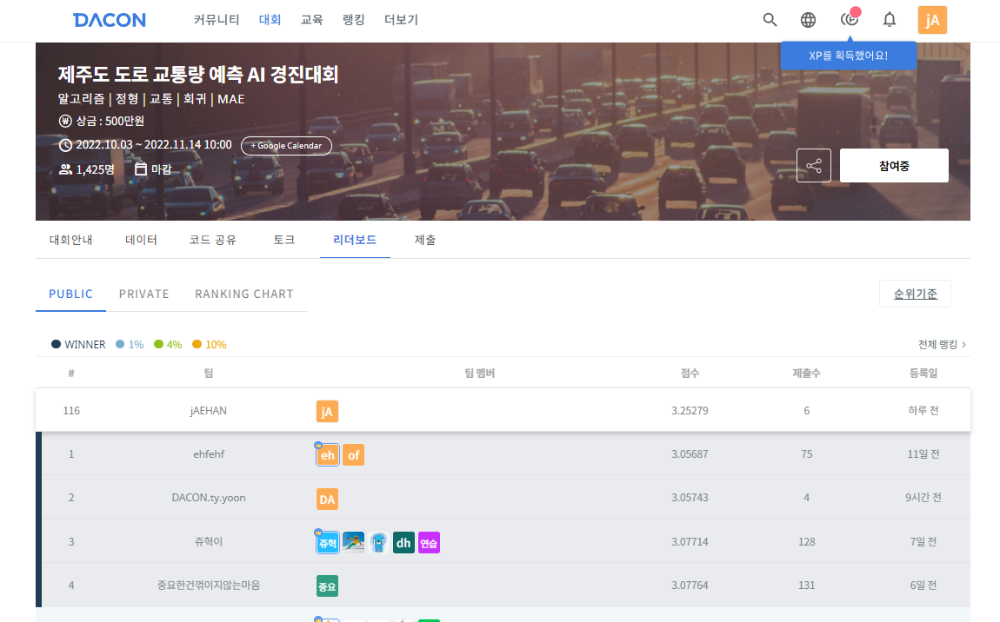 DACON 커뮤니티 대회 교육 랭킹 더보기 jA
XP를 획득했어요!
제주도 도로 교통량 예측 AI 경진대회
알고리즘 | 정형 | 교통 | 회귀 | MAE
상금 : 500만원
2022.10.03 ~ 2022.11.14 10:00 + Google Calendar
1,425명 마감
참여중
대회안내 데이터 코드 공유 토크 리더보드 제출
PUBLIC PRIVATE RANKING CHART 순위기준
WINNER 1% 4% 10% 전체 랭킹 >
# 팀 팀 멤버 점수 제출수 등록일
116 jAEHAN jA 3.25279 6 하루 전
1 ehfehf eh of 3.05687 75 11일 전
2 DACON.ty.yoon DA 3.05743 4 9시간 전
3 쥬혁이 쥬혁 dh 연습 3.07714 128 7일 전
4 중요한건꺾이지않는마음 중요 3.07764 131 6일 전